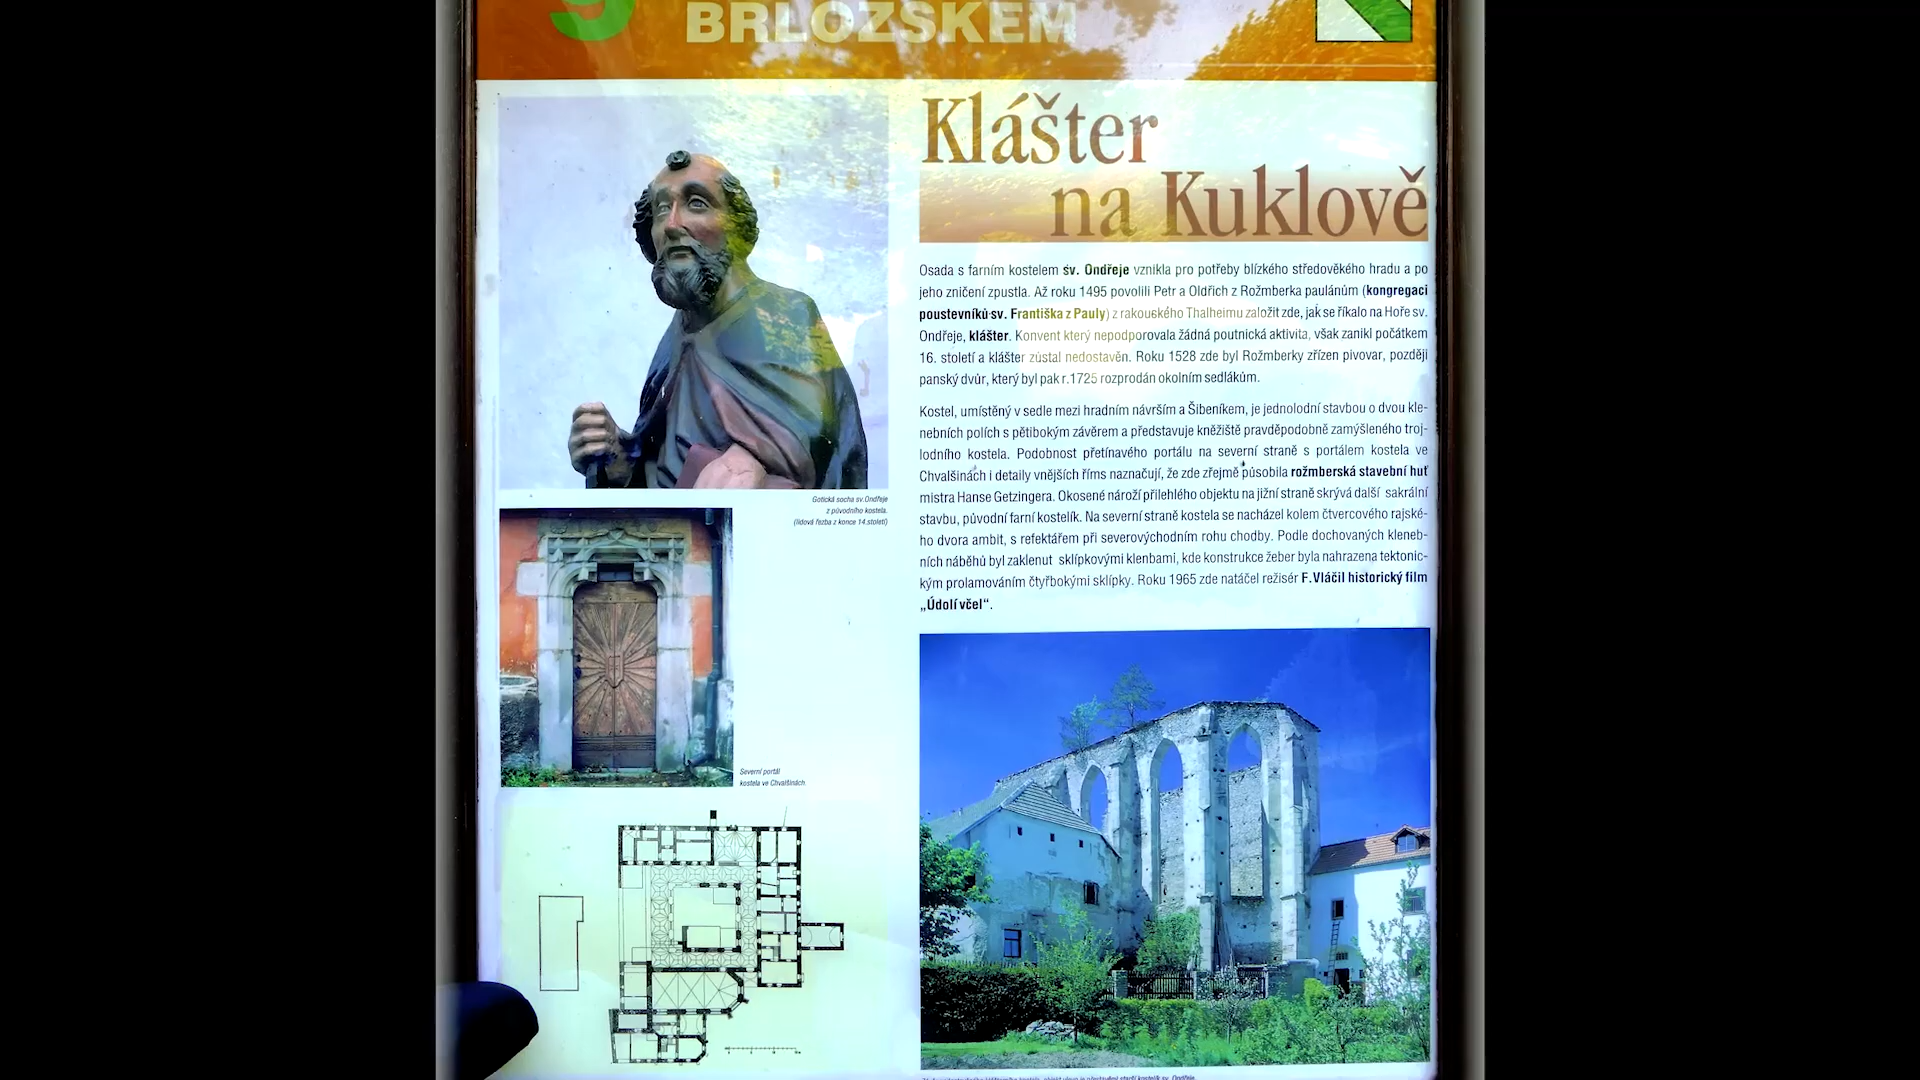 BRLOZSKEM
Klášter
na Kuklově
Osada s farním kostelem sv. Ondřeje vznikla pro potřeby blízkého středověkého hradu a po
jeho zničení zpustla. Až roku 1495 povolili Petr a Oldřich z Rožmberka paulánům (kongregaci
poustevníků sv. Františka z Pauly) z rakouského Thalheimu založit zde, jak se říkalo na Hoře sv.
Ondřeje, klášter. Konvent který nepodporovala žádná poutnická aktivita, však zanikl počátkem
16. století a klášter zůstal nedostavěn. Roku 1528 zde byl Rožmberky zřízen pivovar, později
panský dvůr, který byl pak r.1725 rozprodán okolním sedlákům.
Kostel, umístěný v sedle mezi hradním návrším a Šibeníkem, je jednolodní stavbou o dvou kle-
nebních polích s pětibokým závěrem a představuje kněžiště pravděpodobně zamýšleného troj-
lodního kostela. Podobnost přetínavého portálu na severní straně s portálem kostela ve
Chvalšinách i detaily vnějších říms naznačují, že zde zřejmě působila rožmberská stavební huť
mistra Hanse Getzingera. Okosené nároží přilehlého objektu na jižní straně skrývá další sakrální
stavbu, původní farní kostelík. Na severní straně kostela se nacházel kolem čtvercového rajské-
ho dvora ambit, s refektářem při severovýchodním rohu chodby. Podle dochovaných kleneb-
ních náběhů byl zaklenut sklípkovými klenbami, kde konstrukce žeber byla nahrazena tektonic-
kým prolamováním čtyřbokými sklípky. Roku 1965 zde natáčel režisér F.Vláčil historický film
„Údolí včel“.
Gotická socha sv.Ondřeje
z původního kostela.
(lidová řezba z konce 14.století)
Severní portál
kostela ve Chvalšinách.